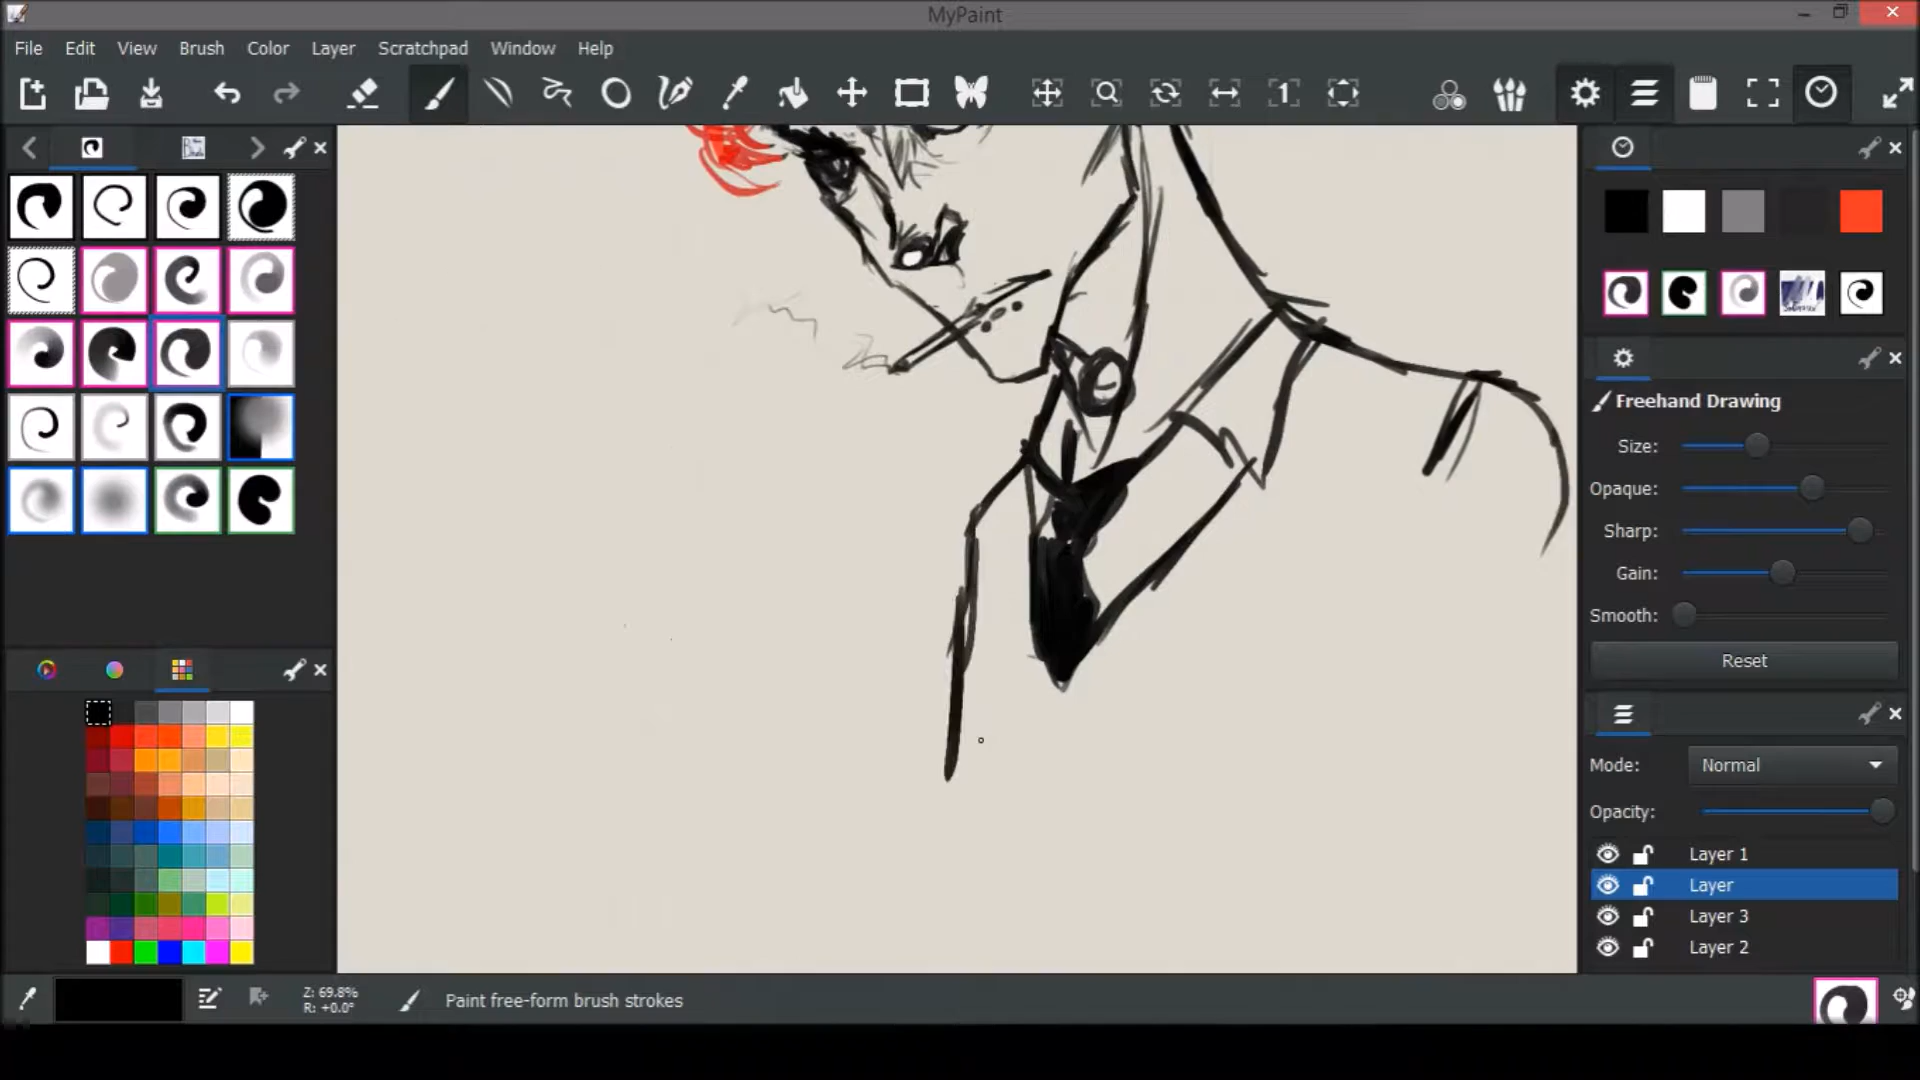 MyPaint
File Edit View Brush Color Layer Scratchpad Window Help
1
Freehand Drawing
Size:
Opaque:
Sharp:
Gain:
Smooth:
Reset
Mode: Normal
Opacity:
Layer 1
Layer
Layer 3
Layer 2
Z: 69.8%
R: +0.0°
Paint free-form brush strokes